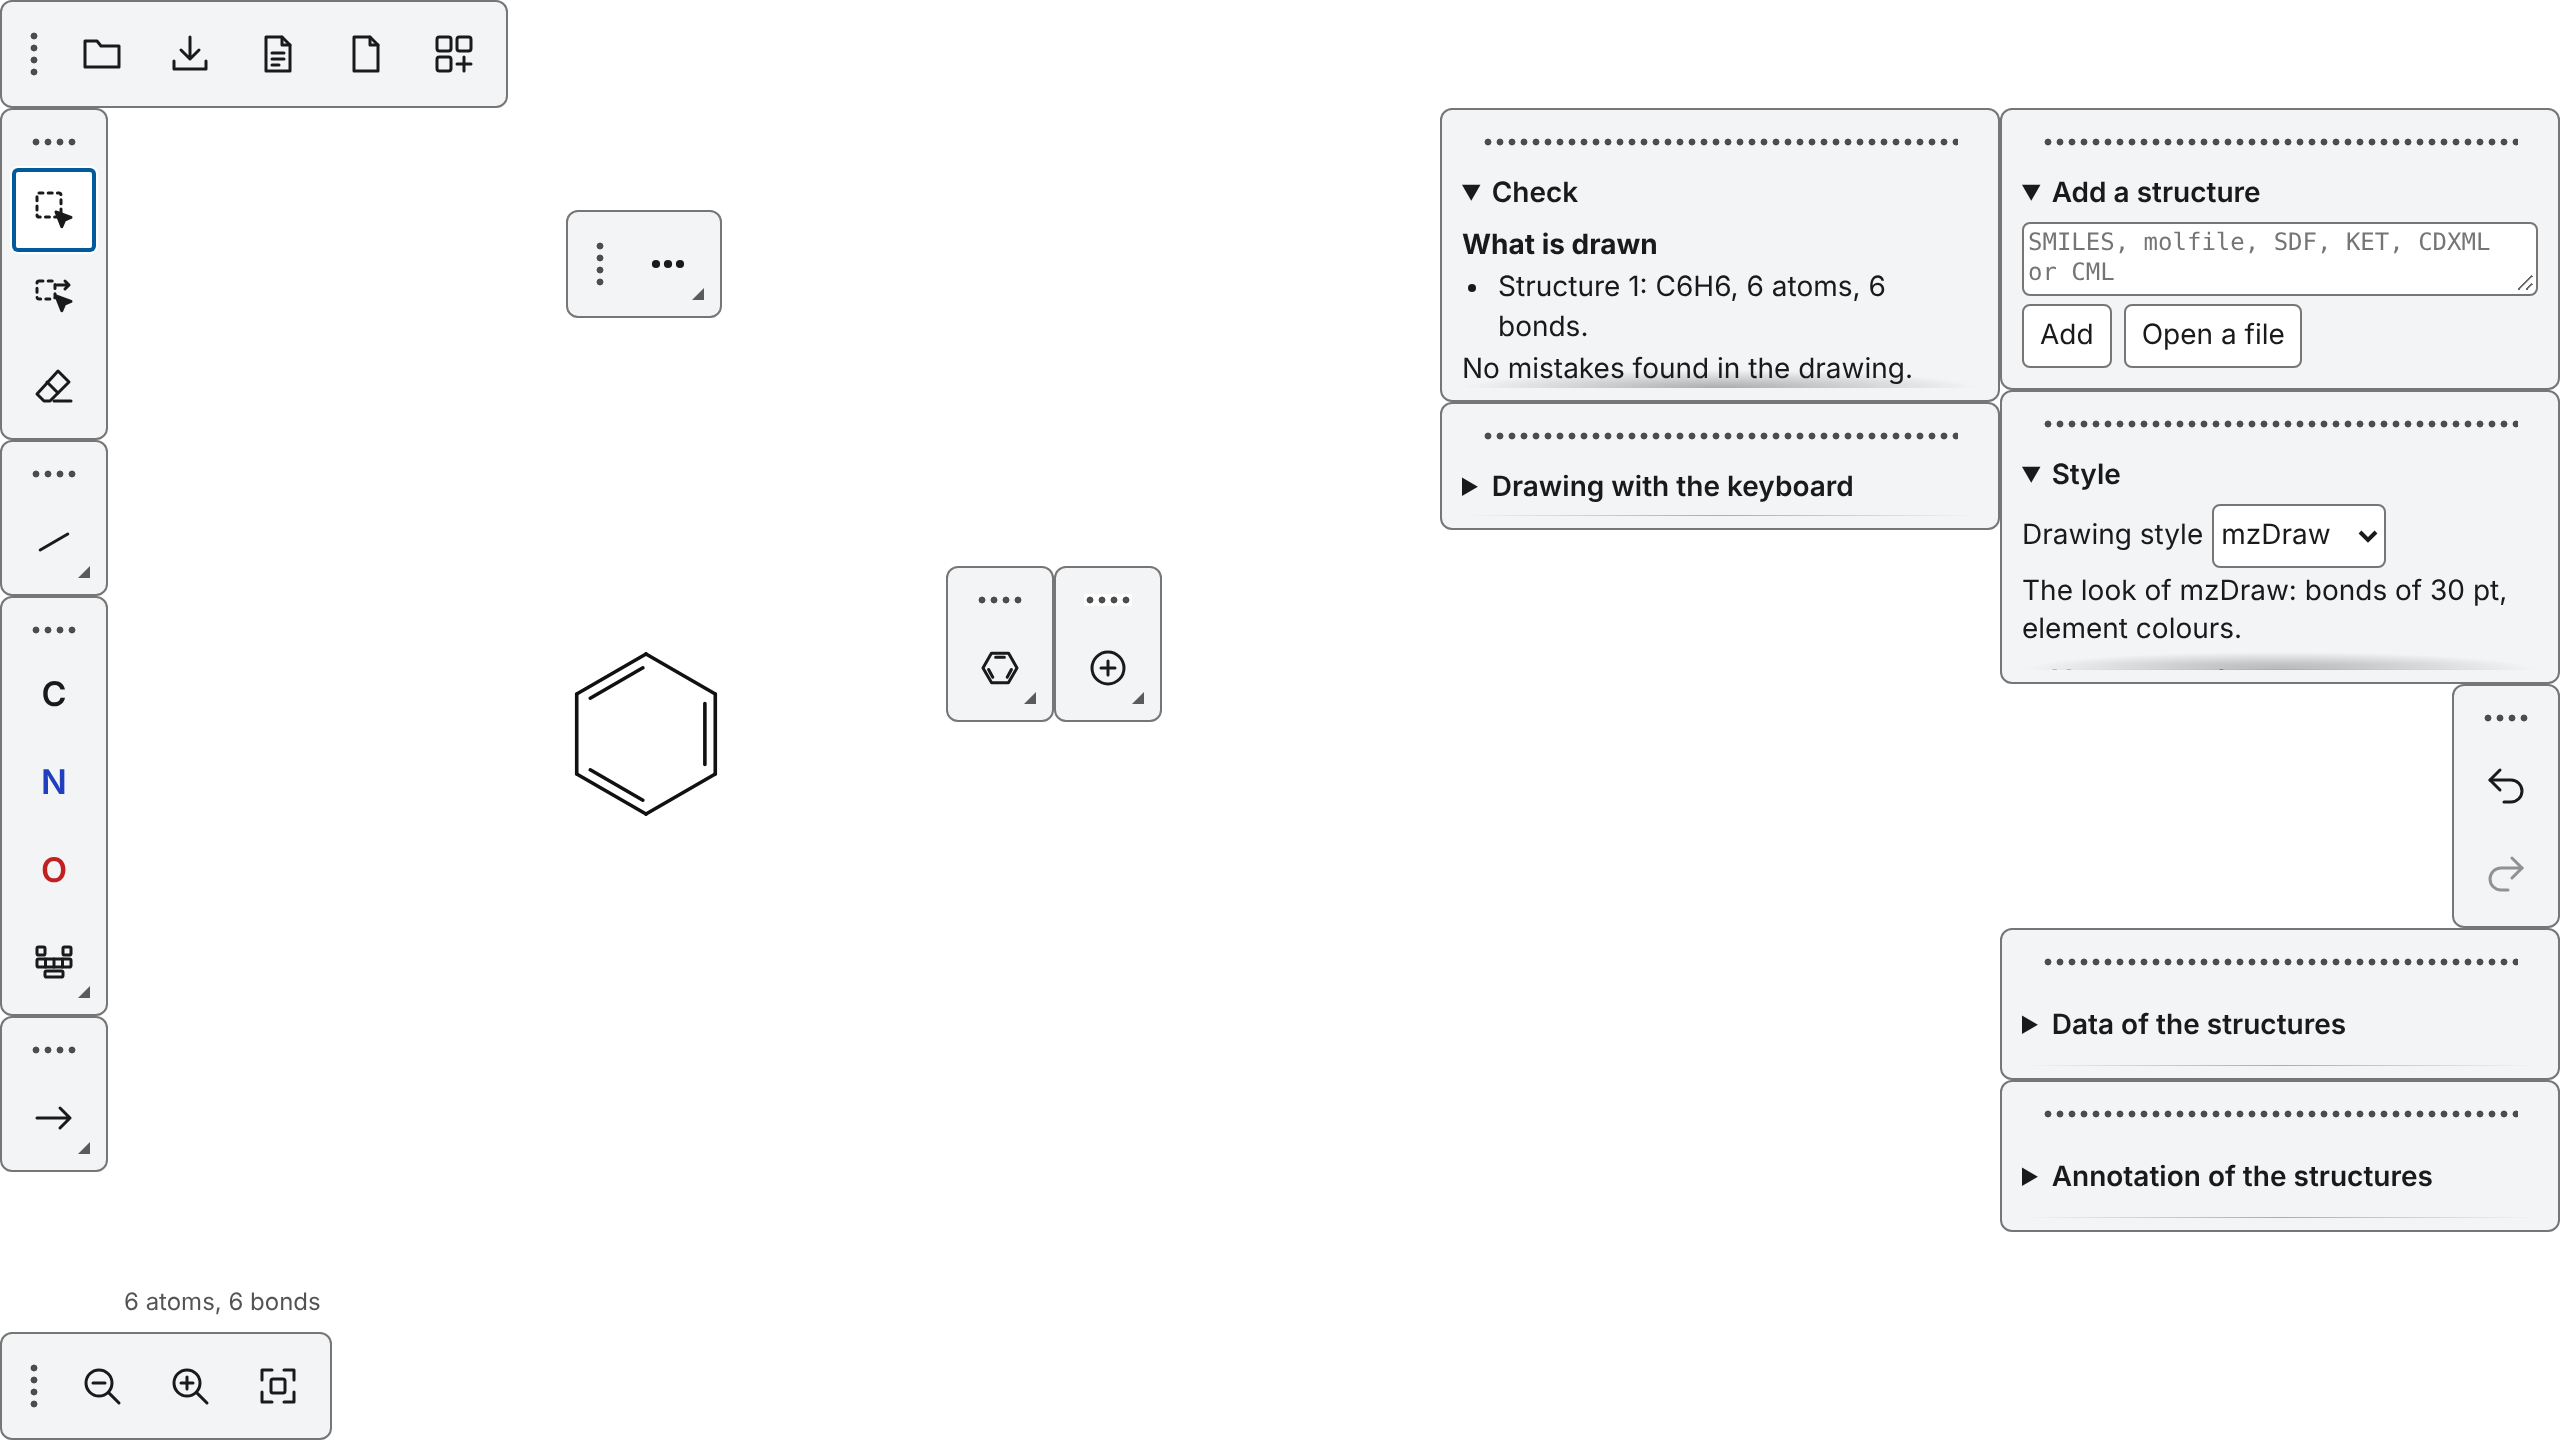 Check
What is drawn
• Structure 1: C6H6, 6 atoms, 6
bonds.
No mistakes found in the drawing.
Drawing with the keyboard
Add a structure
SMILES, molfile, SDF, KET, CDXML
or CML
Add
Open a file
Style
Drawing style mzDraw
The look of mzDraw: bonds of 30 pt,
element colours.
C
N
O
Data of the structures
Annotation of the structures
6 atoms, 6 bonds